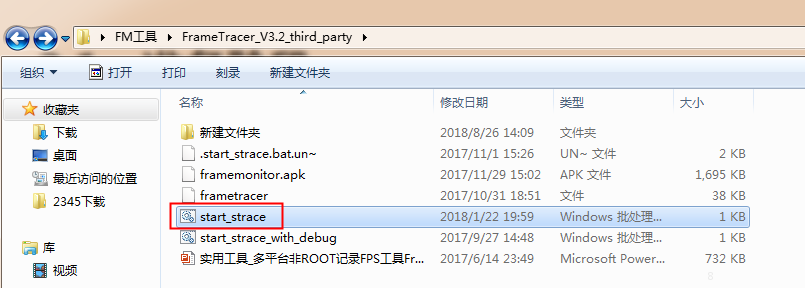 FM工具 FrameTracer_V3.2_third_party
组织 打开 打印 刻录 新建文件夹
收藏夹
下载
桌面
最近访问的位置
2345下载
库
视频
名称 修改日期 类型 大小
新建文件夹 2018/8/26 14:09 文件夹
.start_strace.bat.un~ 2017/11/1 15:26 UN~ 文件 2 KB
framemonitor.apk 2017/11/29 15:02 APK 文件 1,695 KB
frametracer 2017/10/31 18:51 文件 38 KB
start_strace 2018/1/22 19:59 Windows 批处理... 1 KB
start_strace_with_debug 2017/9/27 14:48 Windows 批处理... 1 KB
实用工具_多平台非ROOT记录FPS工具Fr... 2017/6/14 23:49 Microsoft Power... 732 KB